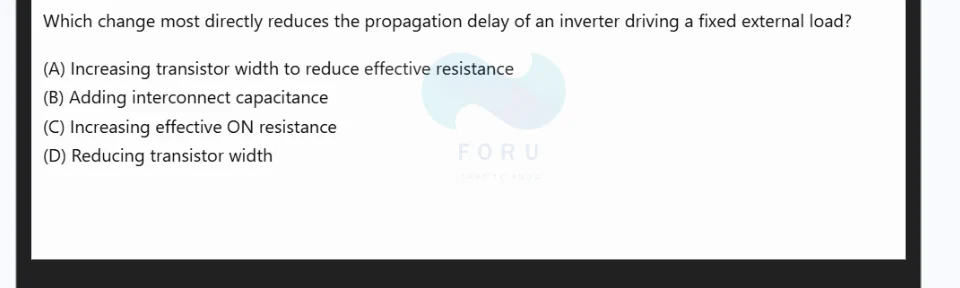 Which change most directly reduces the propagation delay of an inverter driving a fixed external load?
(A) Increasing transistor width to reduce effective resistance
(B) Adding interconnect capacitance
(C) Increasing effective ON resistance
(D) Reducing transistor width
FORU